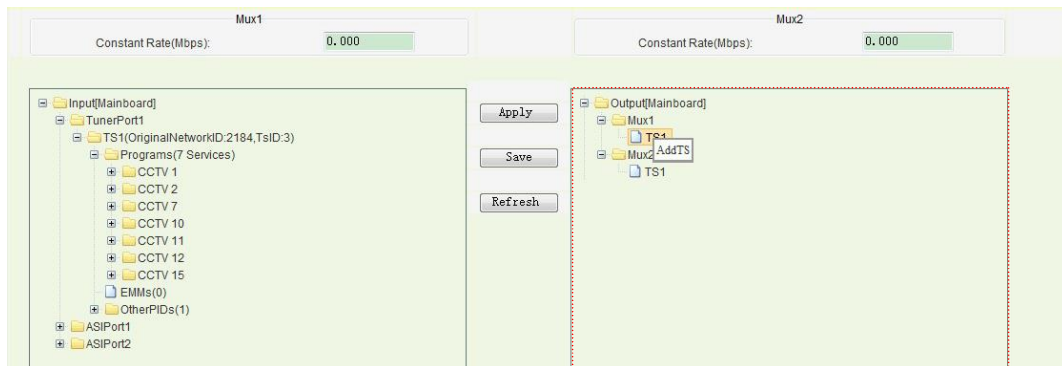 Mux1
Constant Rate(Mbps): 0.000
Mux2
Constant Rate(Mbps): 0.000
Input[Mainboard]
TunerPort1
TS1(OriginalNetworkID:2184,TsID:3)
Programs(7 Services)
CCTV 1
CCTV 2
CCTV 7
CCTV 10
CCTV 11
CCTV 12
CCTV 15
EMMs(0)
OtherPIDs(1)
ASIPort1
ASIPort2
Apply
Save
Refresh
Output[Mainboard]
Mux1
TS1
AddTS
Mux2
TS1